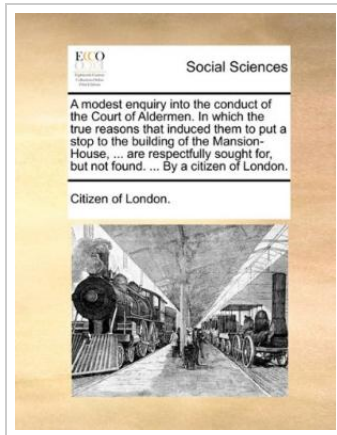 ECCO
Social Sciences
A modest enquiry into the conduct of
the Court of Aldermen. In which the
true reasons that induced them to put a
stop to the building of the Mansion-
House, ... are respectfully sought for,
but not found. ... By a citizen of London.
Citizen of London.